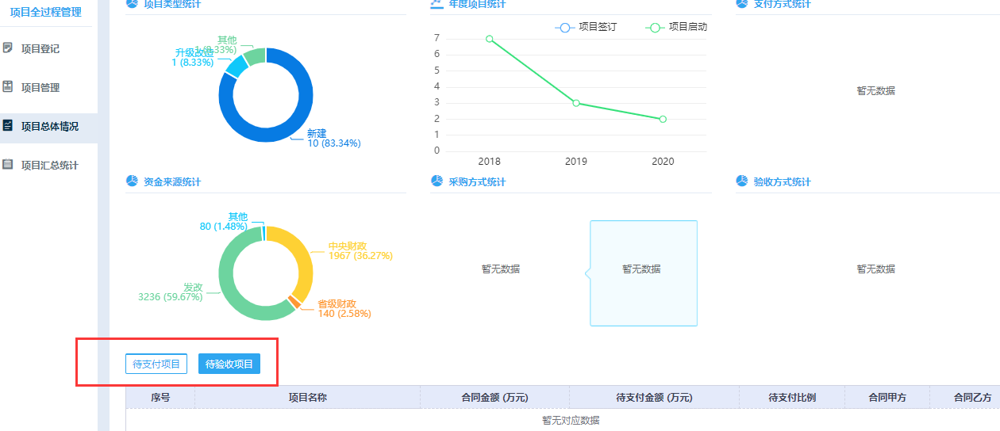 项目全过程管理
项目登记
项目管理
项目总体情况
项目汇总统计
项目类型统计
其他
1 (8.33%)
升级改造
1 (8.33%)
新建
10 (83.34%)
年度项目统计
项目签订
项目启动
7
6
5
4
3
2
1
0
2018
2019
2020
支付方式统计
暂无数据
资金来源统计
其他
80 (1.48%)
中央财政
1967 (36.27%)
发改
3236 (59.67%)
省级财政
140 (2.58%)
采购方式统计
暂无数据
暂无数据
验收方式统计
暂无数据
待支付项目
待验收项目
序号 项目名称 合同金额 (万元) 待支付金额 (万元) 待支付比例 合同甲方 合同乙方
暂无对应数据